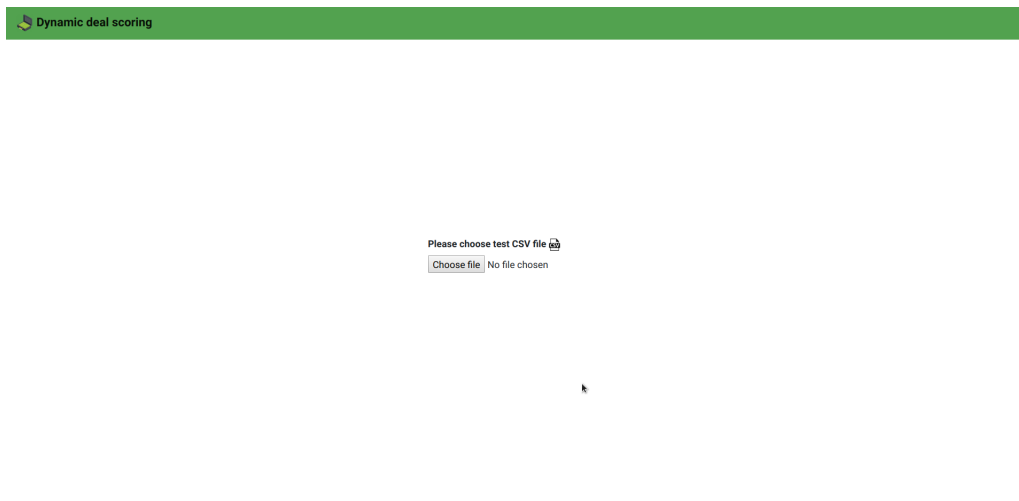 Dynamic deal scoring
Please choose test CSV file
Choose file No file chosen